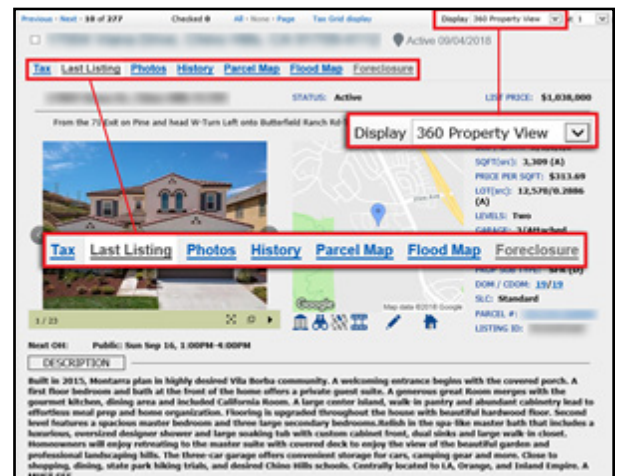 Previous · Next · 10 of 277 Checked 0 All · None · Page Tax Grid display Display 360 Property View at 1
Active 09/04/2018
Tax Last Listing Photos History Parcel Map Flood Map Foreclosure
STATUS: Active LIST PRICE: $1,038,000
From the 71 Exit on Pine and head W-Turn Left onto Butterfield Ranch Rd
Display 360 Property View
SQFT(src): 3,309 (A)
PRICE PER SQFT: $313.69
LOT(src): 12,570/0.2886
(A)
LEVELS: Two
GARAGE: 3/Attached
Tax Last Listing Photos History Parcel Map Flood Map Foreclosure
PROP SUB TYPE: SFR (D)
DOM / CDOM: 19/19
SLC: Standard
PARCEL #:
LISTING ID:
Google Map data ©2018 Google
1 / 23
Next OH: Public: Sun Sep 16, 1:00PM-4:00PM
DESCRIPTION
Built in 2015, Montarra plan in highly desired Vila Borba community. A welcoming entrance begins with the covered porch. A
first floor bedroom and bath at the front of the home offers a private guest suite. A generous great Room merges with the
gourmet kitchen, dining area and included California Room. A large center island, walk in pantry and abundant cabinetry lead to
effortless meal prep and home organization. Flooring is upgraded throughout the house with beautiful hardwood floor. Second
level features a spacious master bedroom and three large secondary bedrooms.Relish in the spa-like master bath that includes a
luxurious, oversized designer shower and large soaking tub with custom cabinet front, dual sinks and large walk in closet.
Homeowners will enjoy retreating to the master suite with covered deck to enjoy the view of the beautiful garden and
professional landscaping hills. The three-car garage offers convenient storage for cars, camping gear and more. Close to
shopping, dining, state park hiking trials, and desired Chino Hills schools. Centrally located to LA, Orange, and Inland Empire. A
MUST SEE